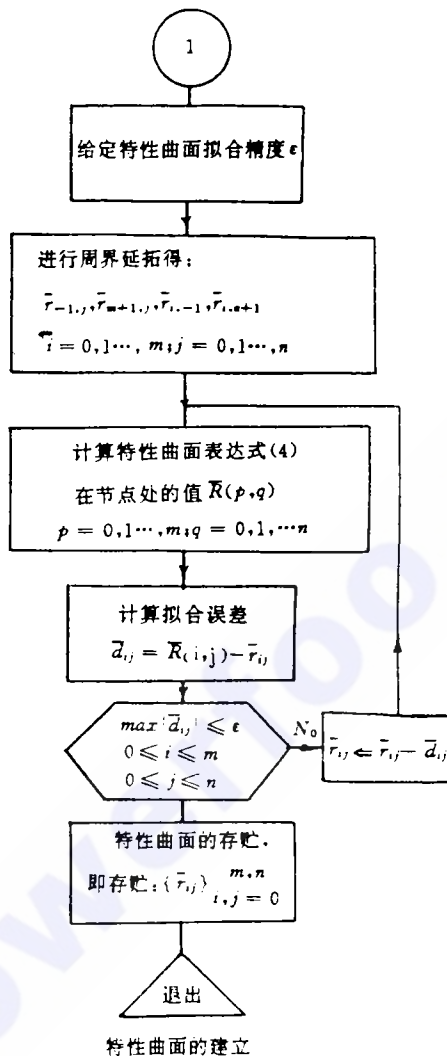 1
给定特性曲面拟合精度 ε
进行周界延拓得:
r̄₋₁,ⱼ, r̄ₘ₊₁,ⱼ, r̄ᵢ,₋₁, r̄ᵢ,ₙ₊₁
i = 0,1⋯, m; j = 0,1⋯, n
计算特性曲面表达式(4)
在节点处的值 R̄(p,q)
p = 0,1⋯, m; q = 0,1,⋯n
计算拟合误差
d̄ᵢⱼ = R̄(i,j) − r̄ᵢⱼ
max|d̄ᵢⱼ| ⩽ ε
0 ⩽ i ⩽ m
0 ⩽ j ⩽ n
No
r̄ᵢⱼ ⇐ r̄ᵢⱼ − d̄ᵢⱼ
特性曲面的存贮,
即存贮: {r̄ᵢⱼ} m,n i,j = 0
退出
特性曲面的建立